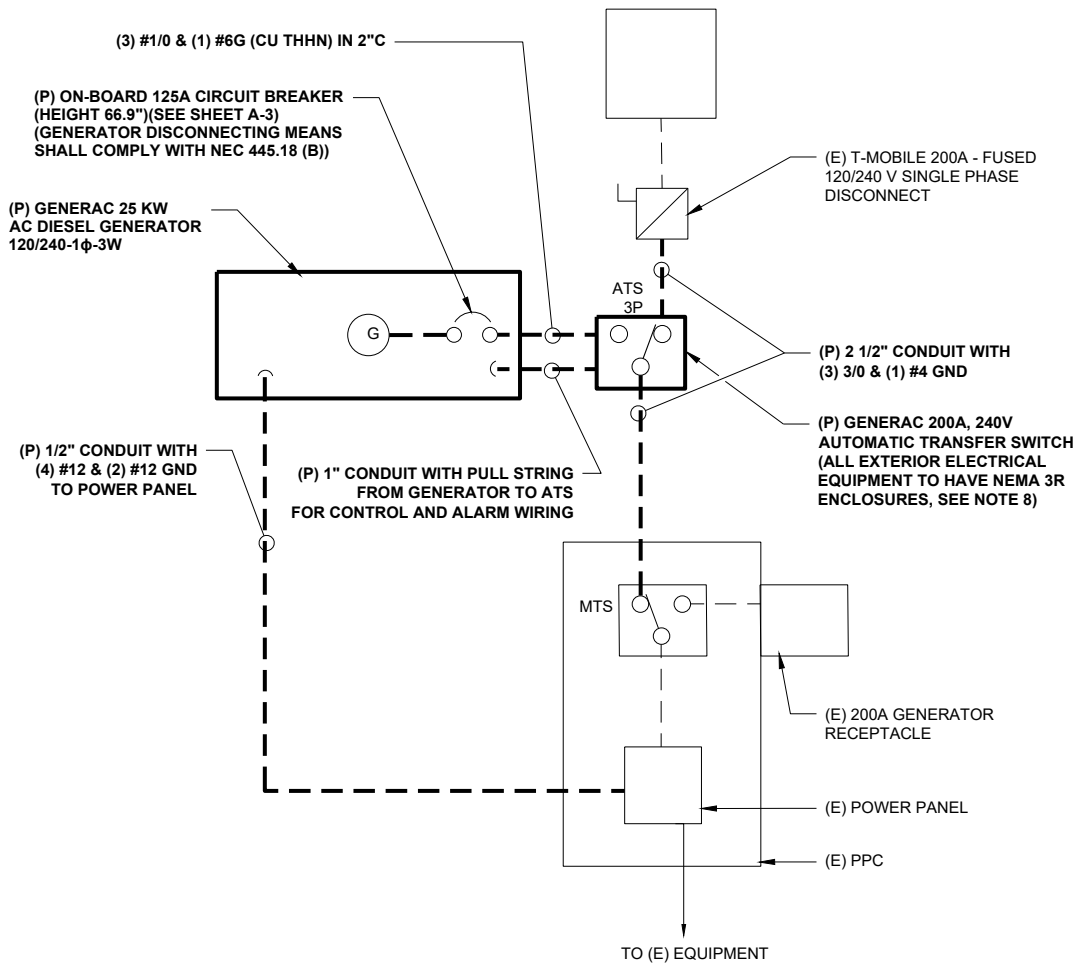 (3) #1/0 & (1) #6G (CU THHN) IN 2"C
(P) ON-BOARD 125A CIRCUIT BREAKER
(HEIGHT 66.9")(SEE SHEET A-3)
(GENERATOR DISCONNECTING MEANS
SHALL COMPLY WITH NEC 445.18 (B))
(E) T-MOBILE 200A - FUSED
120/240 V SINGLE PHASE
DISCONNECT
(P) GENERAC 25 KW
AC DIESEL GENERATOR
120/240-1ϕ-3W
ATS
3P
G
(P) 2 1/2" CONDUIT WITH
(3) 3/0 & (1) #4 GND
(P) GENERAC 200A, 240V
AUTOMATIC TRANSFER SWITCH
(ALL EXTERIOR ELECTRICAL
EQUIPMENT TO HAVE NEMA 3R
ENCLOSURES, SEE NOTE 8)
(P) 1/2" CONDUIT WITH
(4) #12 & (2) #12 GND
TO POWER PANEL
(P) 1" CONDUIT WITH PULL STRING
FROM GENERATOR TO ATS
FOR CONTROL AND ALARM WIRING
MTS
(E) 200A GENERATOR
RECEPTACLE
(E) POWER PANEL
(E) PPC
TO (E) EQUIPMENT